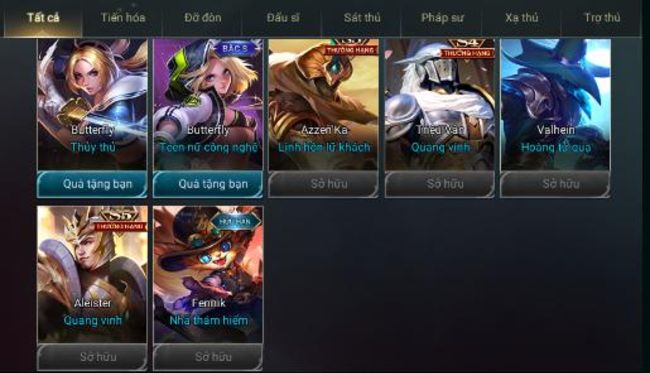 Tất cả Tiến hóa Đỡ đòn Đấu sĩ Sát thủ Pháp sư Xạ thủ Trợ thủ
BẬC S
THƯỞNG HẠNG
S4
THƯỞNG HẠNG
Butterfly Butterfly Azzen'Ka Triệu Vân Valhein
Thủy thủ Teen nữ công nghệ Linh hồn lữ khách Quang vinh Hoàng tử quạ
Quà tặng bạn Quà tặng bạn Sở hữu Sở hữu Sở hữu
S5
THƯỞNG HẠNG
HỮU HẠN
Aleister Fennik
Quang vinh Nhà thám hiểm
Sở hữu Sở hữu